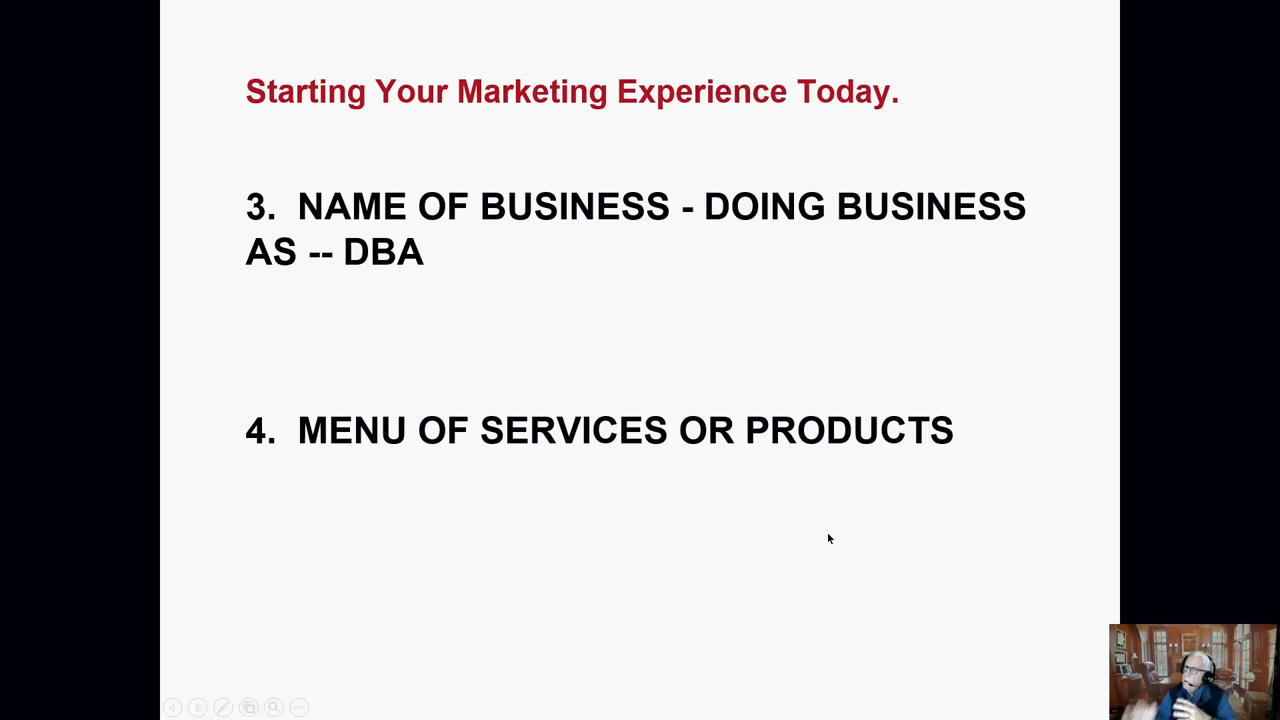 Starting Your Marketing Experience Today.
3. NAME OF BUSINESS - DOING BUSINESS
AS -- DBA
4. MENU OF SERVICES OR PRODUCTS